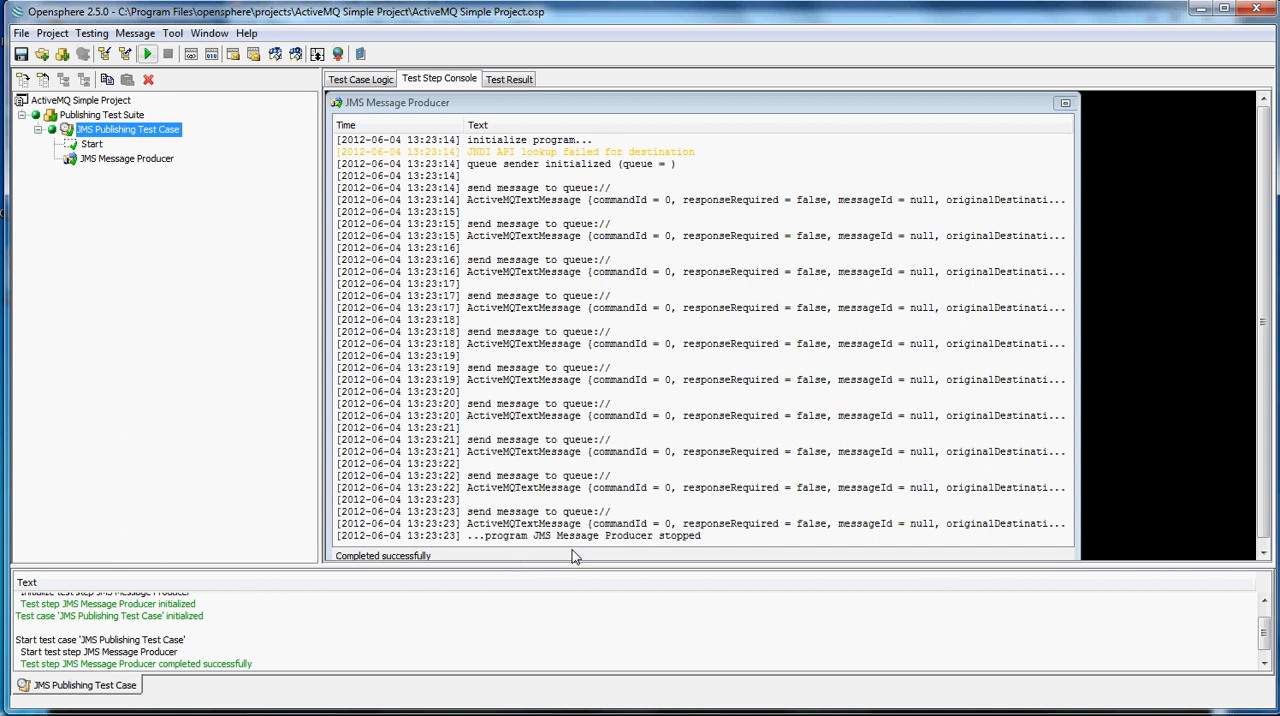 Opensphere 2.5.0 - C:\Program Files\opensphere\projects\ActiveMQ Simple Project\ActiveMQ Simple Project.osp
File Project Testing Message Tool Window Help
Test Case Logic Test Step Console Test Result
ActiveMQ Simple Project
Publishing Test Suite
JMS Publishing Test Case
Start
JMS Message Producer
JMS Message Producer
Time Text
[2012-06-04 13:23:14] initialize program...
[2012-06-04 13:23:14] JNDI API lookup failed for destination
[2012-06-04 13:23:14] queue sender initialized (queue = )
[2012-06-04 13:23:14]
[2012-06-04 13:23:14] send message to queue://
[2012-06-04 13:23:14] ActiveMQTextMessage {commandId = 0, responseRequired = false, messageId = null, originalDestinati...
[2012-06-04 13:23:15]
[2012-06-04 13:23:15] send message to queue://
[2012-06-04 13:23:15] ActiveMQTextMessage {commandId = 0, responseRequired = false, messageId = null, originalDestinati...
[2012-06-04 13:23:16]
[2012-06-04 13:23:16] send message to queue://
[2012-06-04 13:23:16] ActiveMQTextMessage {commandId = 0, responseRequired = false, messageId = null, originalDestinati...
[2012-06-04 13:23:17]
[2012-06-04 13:23:17] send message to queue://
[2012-06-04 13:23:17] ActiveMQTextMessage {commandId = 0, responseRequired = false, messageId = null, originalDestinati...
[2012-06-04 13:23:18]
[2012-06-04 13:23:18] send message to queue://
[2012-06-04 13:23:18] ActiveMQTextMessage {commandId = 0, responseRequired = false, messageId = null, originalDestinati...
[2012-06-04 13:23:19]
[2012-06-04 13:23:19] send message to queue://
[2012-06-04 13:23:19] ActiveMQTextMessage {commandId = 0, responseRequired = false, messageId = null, originalDestinati...
[2012-06-04 13:23:20]
[2012-06-04 13:23:20] send message to queue://
[2012-06-04 13:23:20] ActiveMQTextMessage {commandId = 0, responseRequired = false, messageId = null, originalDestinati...
[2012-06-04 13:23:21]
[2012-06-04 13:23:21] send message to queue://
[2012-06-04 13:23:21] ActiveMQTextMessage {commandId = 0, responseRequired = false, messageId = null, originalDestinati...
[2012-06-04 13:23:22]
[2012-06-04 13:23:22] send message to queue://
[2012-06-04 13:23:22] ActiveMQTextMessage {commandId = 0, responseRequired = false, messageId = null, originalDestinati...
[2012-06-04 13:23:23]
[2012-06-04 13:23:23] send message to queue://
[2012-06-04 13:23:23] ActiveMQTextMessage {commandId = 0, responseRequired = false, messageId = null, originalDestinati...
[2012-06-04 13:23:23] ...program JMS Message Producer stopped
Completed successfully
Text
Initialize test step JMS Message Producer
Test step JMS Message Producer initialized
Test case 'JMS Publishing Test Case' initialized
Start test case 'JMS Publishing Test Case'
Start test step JMS Message Producer
Test step JMS Message Producer completed successfully
JMS Publishing Test Case